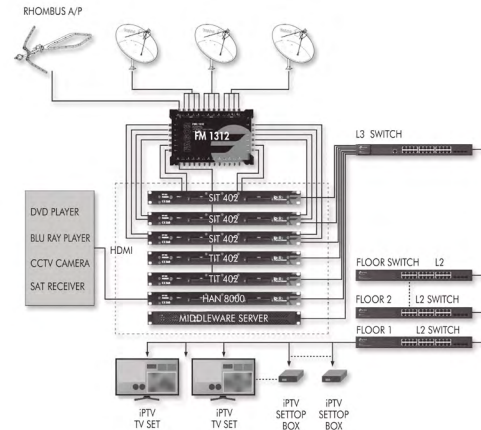 RHOMBUS A/P
FM 1312
L3 SWITCH
SIT 402
SIT 402
SIT 402
TIT 402
TIT 402
HAN 8000
MIDDLEWARE SERVER
HDMI
DVD PLAYER
BLU RAY PLAYER
CCTV CAMERA
SAT RECEIVER
FLOOR SWITCH L2
FLOOR 2 L2 SWITCH
FLOOR 1 L2 SWITCH
iPTV
TV SET
iPTV
TV SET
iPTV
SETTOP
BOX
iPTV
SETTOP
BOX